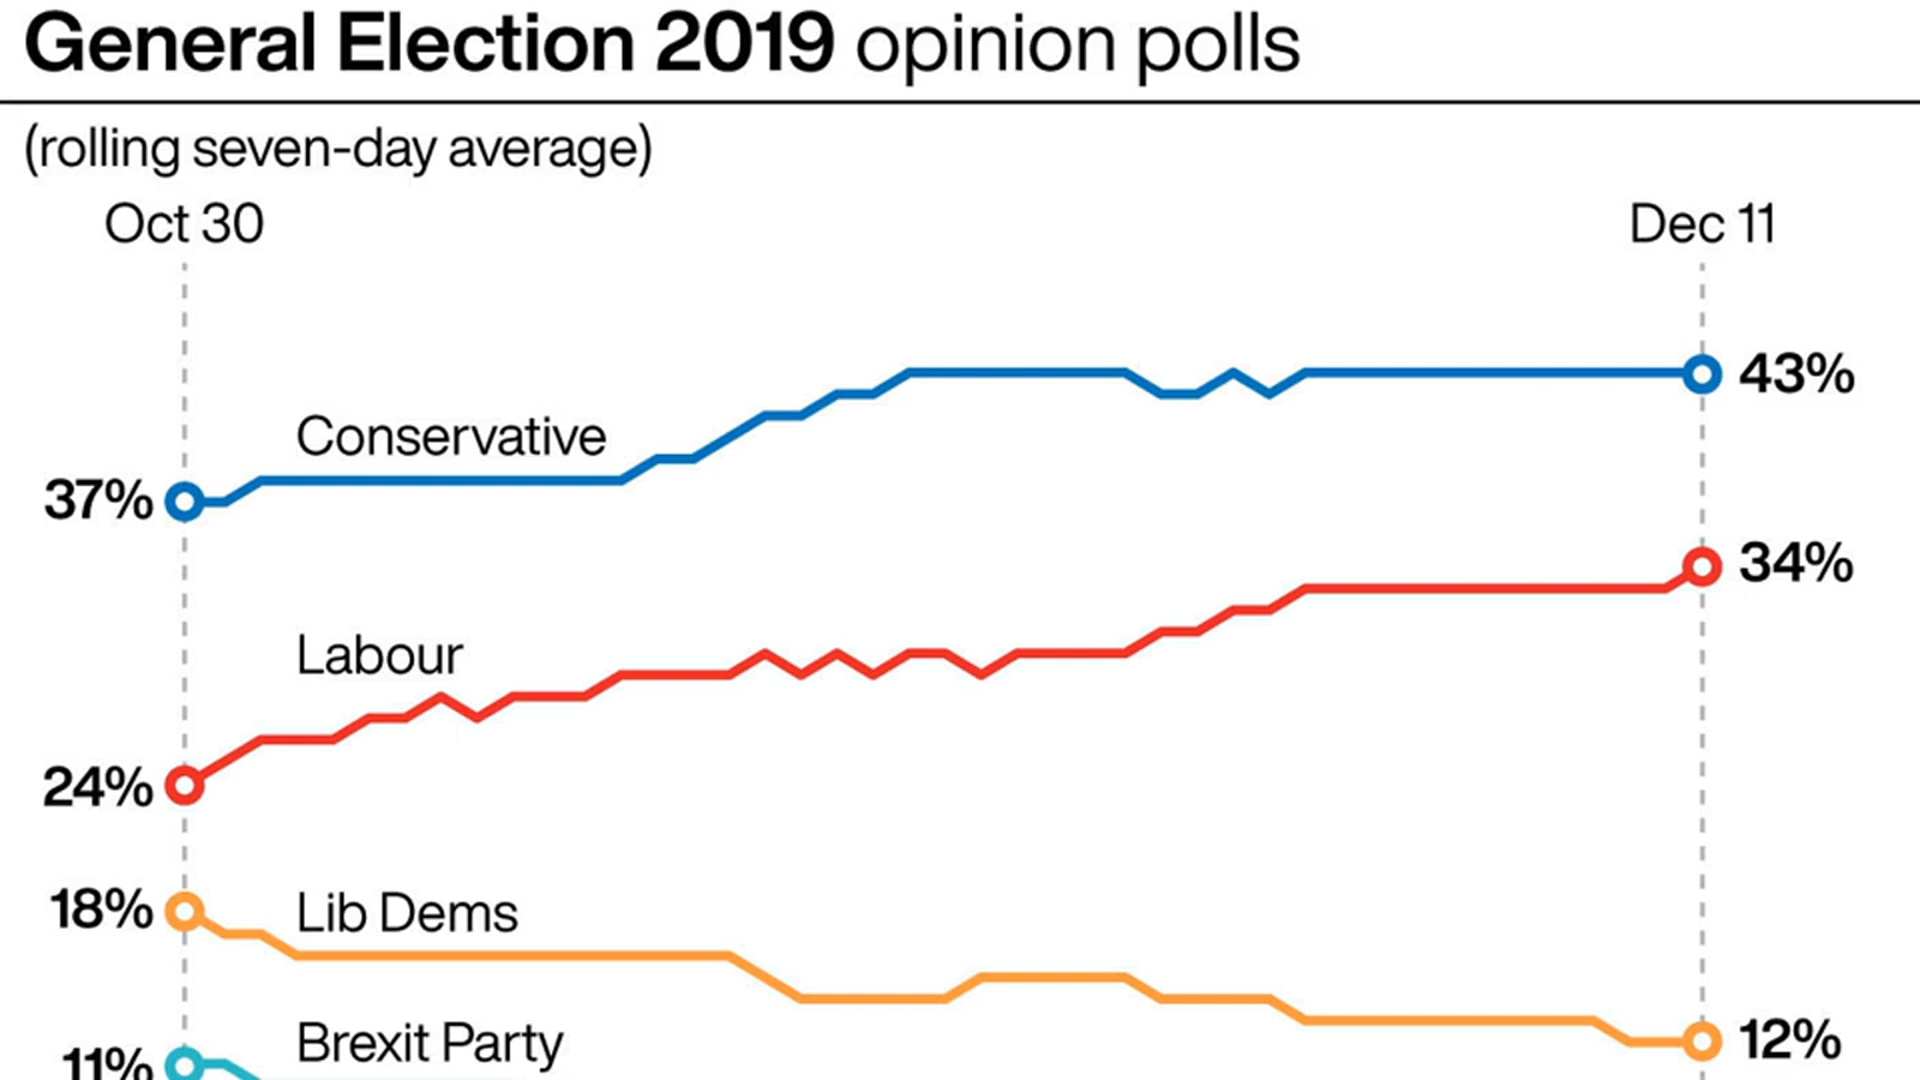 General Election 2019 opinion polls
(rolling seven-day average)
Oct 30
Dec 11
43%
Conservative
37%
34%
Labour
24%
18%
Lib Dems
12%
Brexit Party
11%